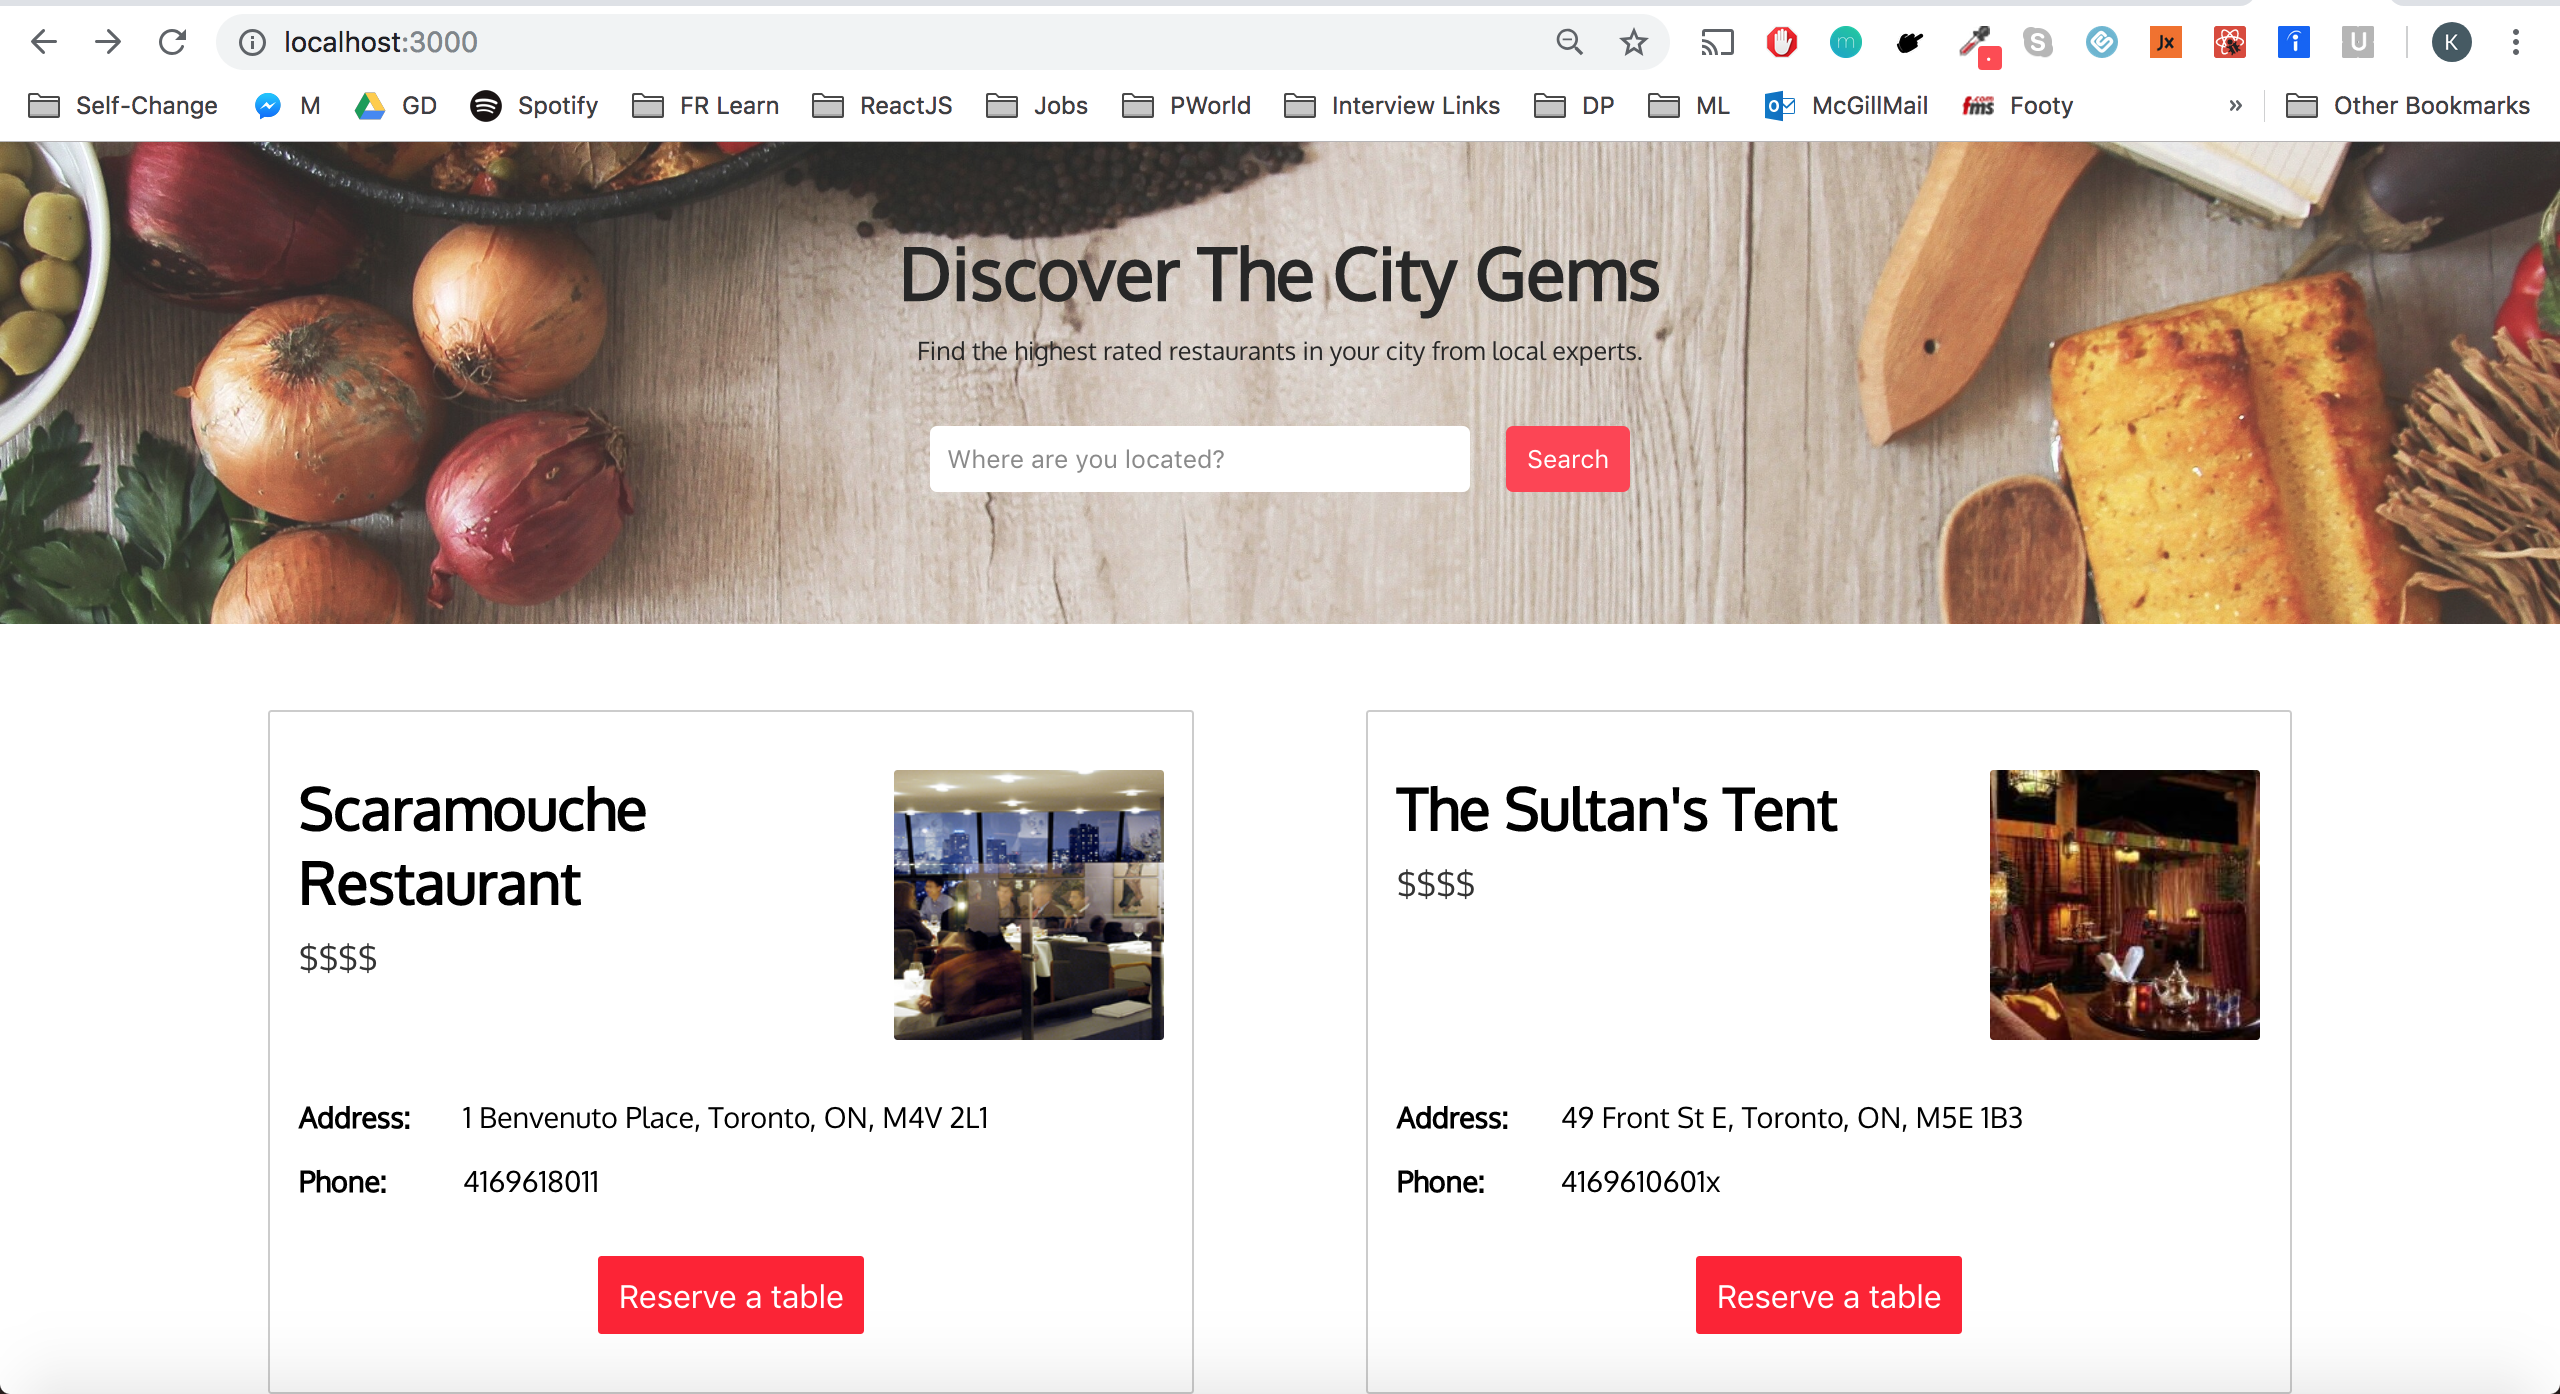 localhost:3000
m
S
Jx
i
U
K
Self-Change M GD Spotify FR Learn ReactJS Jobs PWorld Interview Links DP ML McGillMail fms.com Footy » Other Bookmarks
Discover The City Gems
Find the highest rated restaurants in your city from local experts.
Where are you located? Search
Scaramouche
Restaurant
$$$$
Address: 1 Benvenuto Place, Toronto, ON, M4V 2L1
Phone: 4169618011
Reserve a table
The Sultan's Tent
$$$$
Address: 49 Front St E, Toronto, ON, M5E 1B3
Phone: 4169610601x
Reserve a table